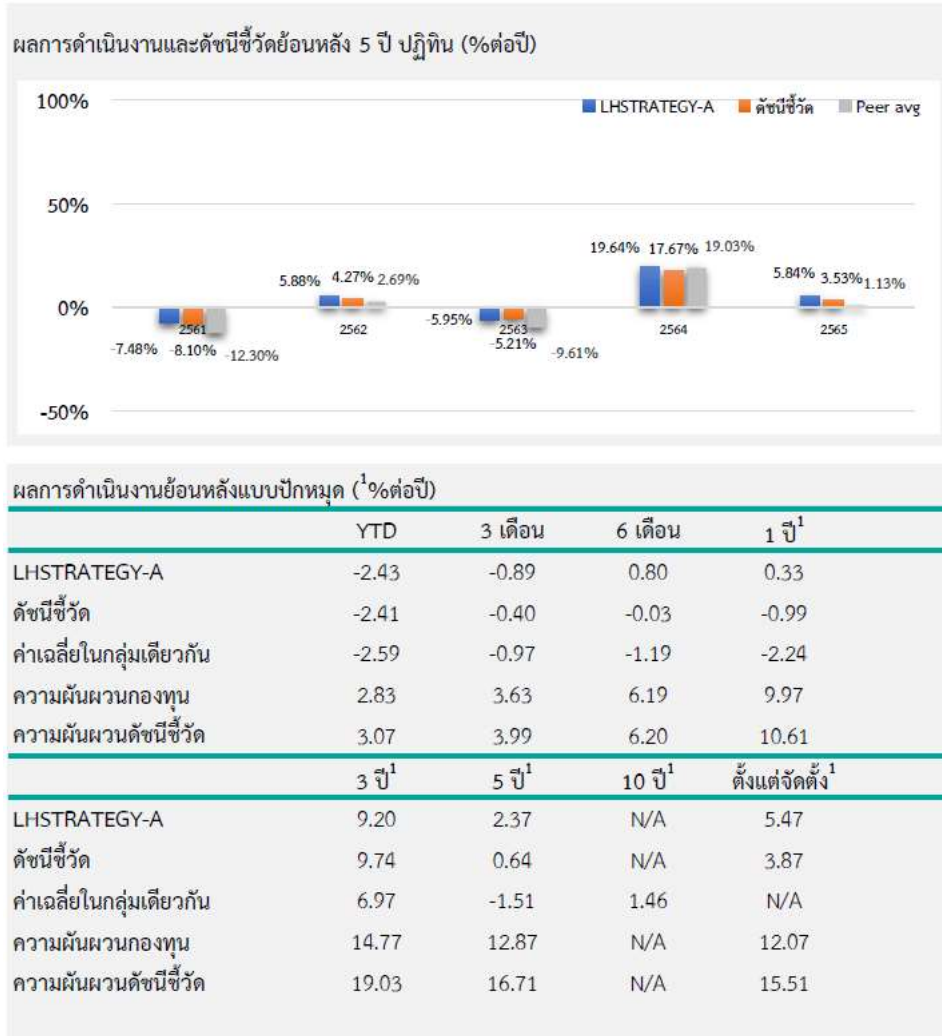 ผลการดำเนินงานและดัชนีชี้วัดย้อนหลัง 5 ปี ปฏิทิน (%ต่อปี)
100%
LHSTRATEGY-A ดัชนีชี้วัด Peer avg
50%
19.64% 17.67% 19.03%
5.88% 4.27% 2.69%
5.84% 3.53% 1.13%
0%
2561 2562 2563 2564 2565
-7.48% -8.10% -12.30%
-5.95% -5.21% -9.61%
-50%
ผลการดำเนินงานย้อนหลังแบบปักหมุด (¹%ต่อปี)
YTD 3 เดือน 6 เดือน 1 ปี¹
LHSTRATEGY-A -2.43 -0.89 0.80 0.33
ดัชนีชี้วัด -2.41 -0.40 -0.03 -0.99
ค่าเฉลี่ยในกลุ่มเดียวกัน -2.59 -0.97 -1.19 -2.24
ความผันผวนกองทุน 2.83 3.63 6.19 9.97
ความผันผวนดัชนีชี้วัด 3.07 3.99 6.20 10.61
3 ปี¹ 5 ปี¹ 10 ปี¹ ตั้งแต่จัดตั้ง¹
LHSTRATEGY-A 9.20 2.37 N/A 5.47
ดัชนีชี้วัด 9.74 0.64 N/A 3.87
ค่าเฉลี่ยในกลุ่มเดียวกัน 6.97 -1.51 1.46 N/A
ความผันผวนกองทุน 14.77 12.87 N/A 12.07
ความผันผวนดัชนีชี้วัด 19.03 16.71 N/A 15.51